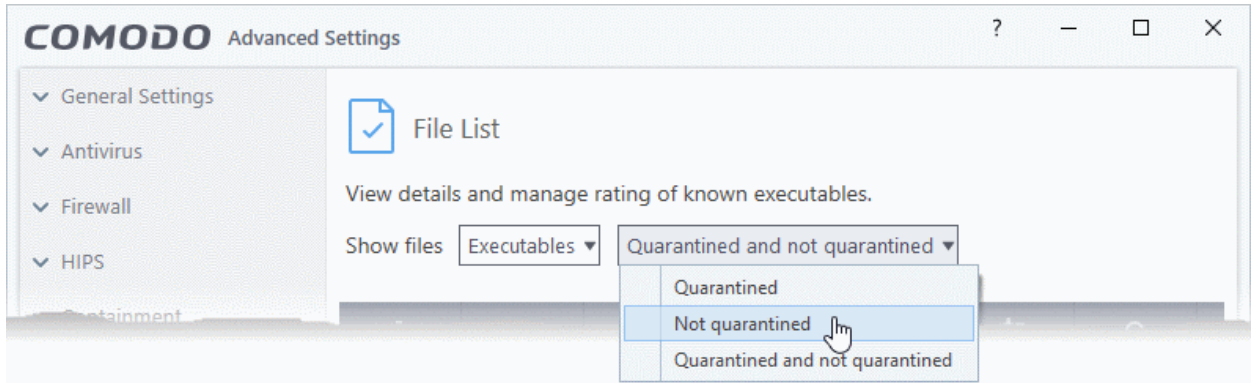 COMODO Advanced Settings ?
General Settings
File List
Antivirus
View details and manage rating of known executables.
Firewall
Show files Executables Quarantined and not quarantined
HIPS
Quarantined
Containment
Not quarantined
Quarantined and not quarantined